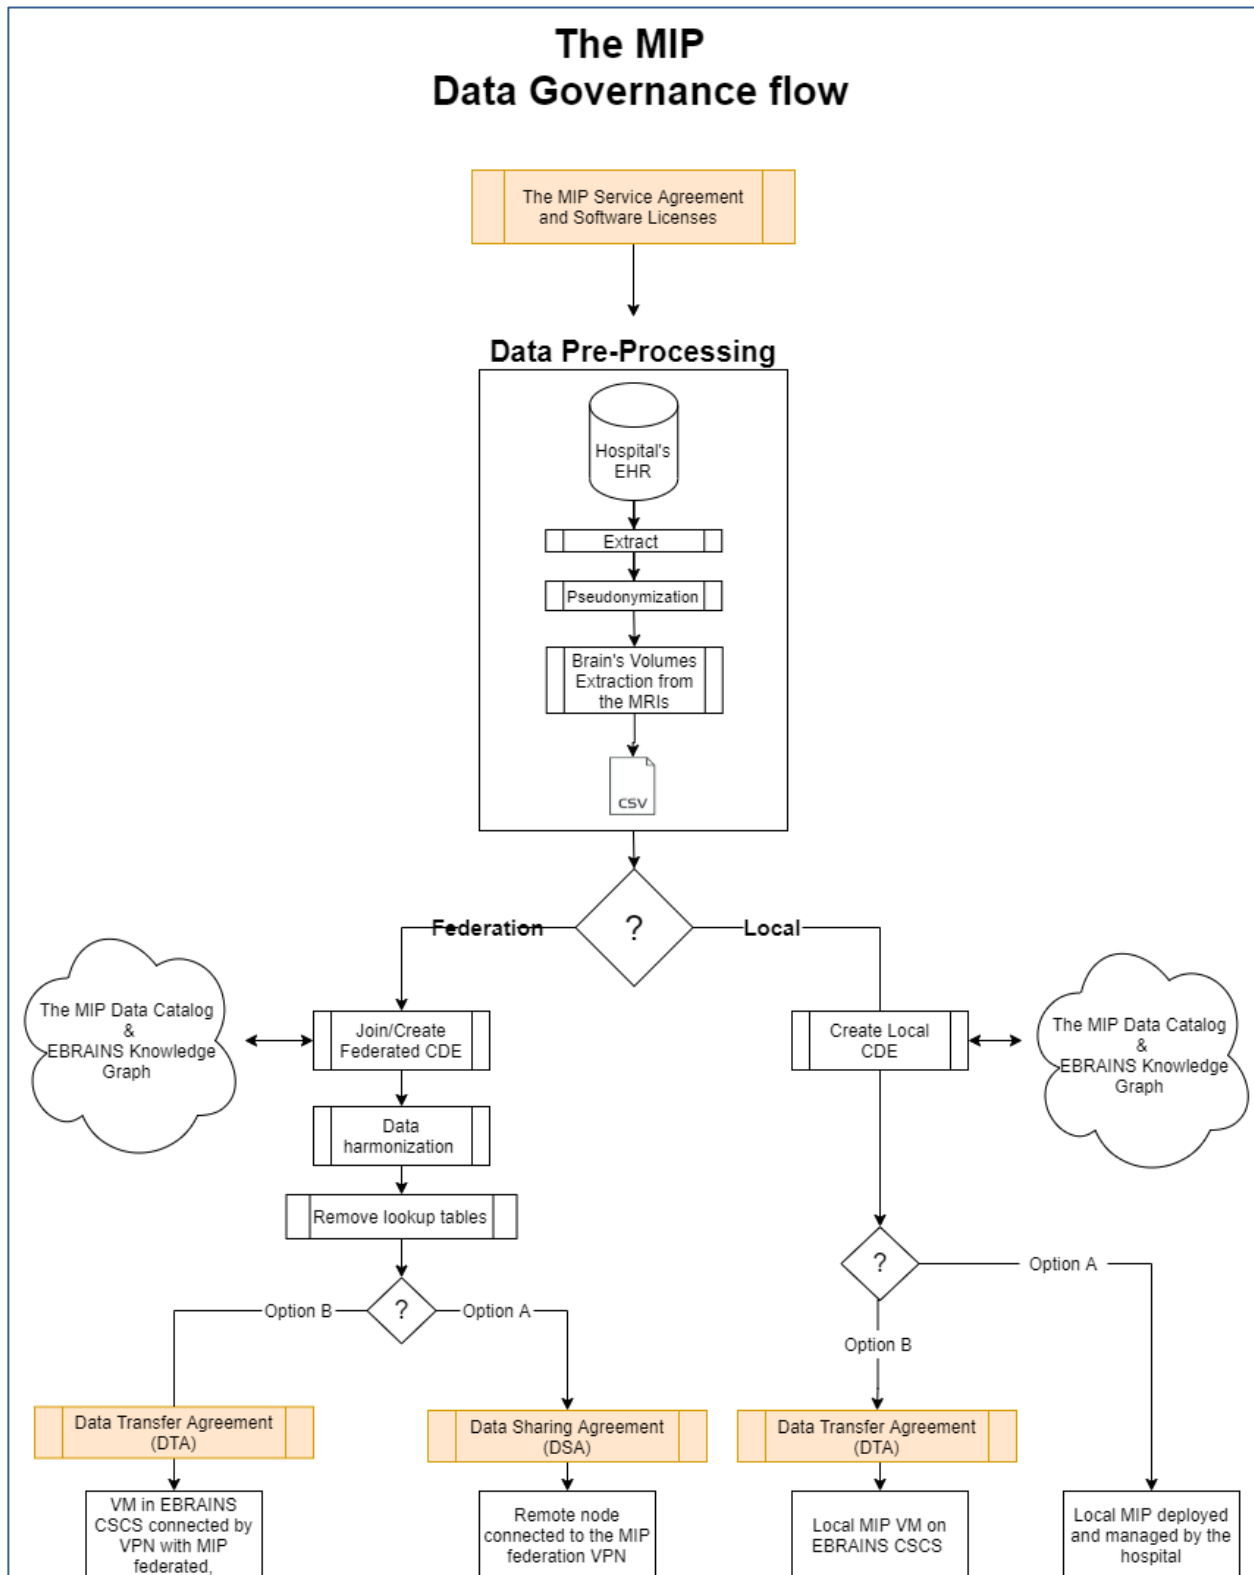 The MIP
Data Governance flow
The MIP Service Agreement
and Software Licenses
Data Pre-Processing
Hospital's
EHR
Extract
Pseudonymization
Brain's Volumes
Extraction from
the MRIs
CSV
?
Federation
Local
The MIP Data Catalog
&
EBRAINS Knowledge
Graph
Join/Create
Federated CDE
Create Local
CDE
The MIP Data Catalog
&
EBRAINS Knowledge
Graph
Data
harmonization
Remove lookup tables
?
Option B
Option A
?
Option A
Option B
Data Transfer Agreement
(DTA)
Data Sharing Agreement
(DSA)
Data Transfer Agreement
(DTA)
VM in EBRAINS
CSCS connected by
VPN with MIP
federated,
Remote node
connected to the MIP
federation VPN
Local MIP VM on
EBRAINS CSCS
Local MIP deployed
and managed by the
hospital